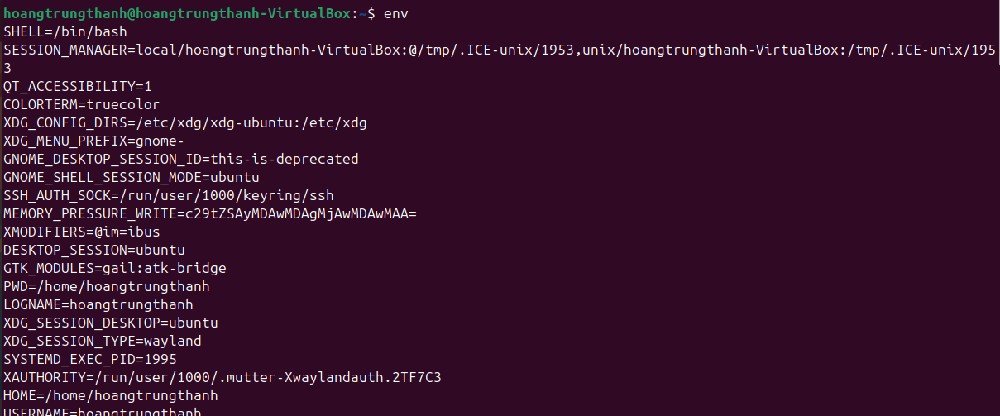 hoangtrungthanh@hoangtrungthanh-VirtualBox:~$ env
SHELL=/bin/bash
SESSION_MANAGER=local/hoangtrungthanh-VirtualBox:@/tmp/.ICE-unix/1953,unix/hoangtrungthanh-VirtualBox:/tmp/.ICE-unix/195
3
QT_ACCESSIBILITY=1
COLORTERM=truecolor
XDG_CONFIG_DIRS=/etc/xdg/xdg-ubuntu:/etc/xdg
XDG_MENU_PREFIX=gnome-
GNOME_DESKTOP_SESSION_ID=this-is-deprecated
GNOME_SHELL_SESSION_MODE=ubuntu
SSH_AUTH_SOCK=/run/user/1000/keyring/ssh
MEMORY_PRESSURE_WRITE=c29tZSAyMDAwMDAgMjAwMDAwMAA=
XMODIFIERS=@im=ibus
DESKTOP_SESSION=ubuntu
GTK_MODULES=gail:atk-bridge
PWD=/home/hoangtrungthanh
LOGNAME=hoangtrungthanh
XDG_SESSION_DESKTOP=ubuntu
XDG_SESSION_TYPE=wayland
SYSTEMD_EXEC_PID=1995
XAUTHORITY=/run/user/1000/.mutter-Xwaylandauth.2TF7C3
HOME=/home/hoangtrungthanh
USERNAME=hoangtrungthanh